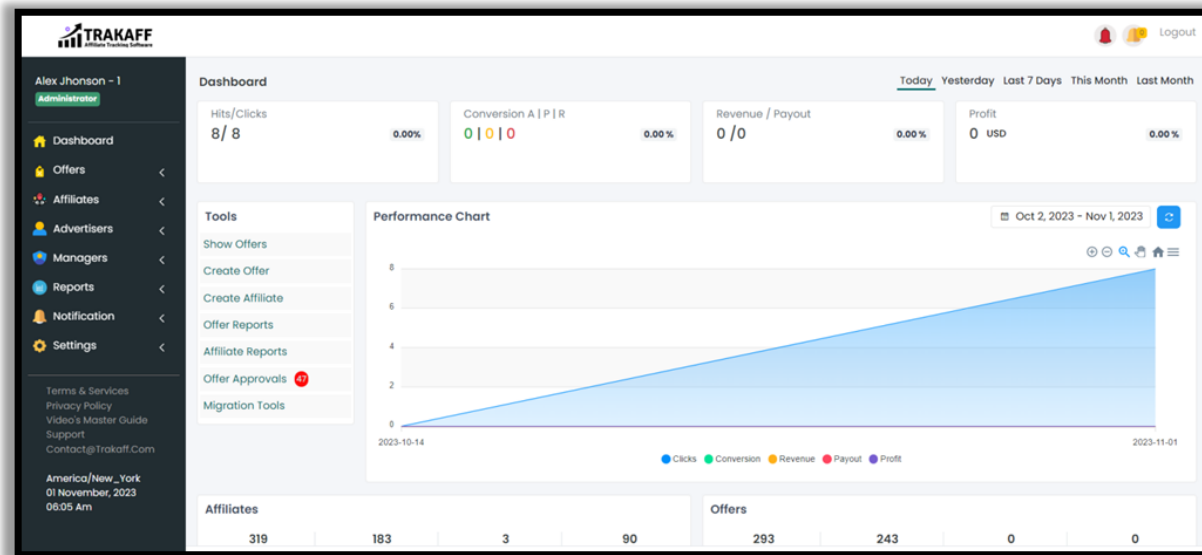 TRAKAFF
Affiliate Tracking Software
Logout
Alex Jhonson - 1
Administrator
Dashboard
Offers
Affiliates
Advertisers
Managers
Reports
Notification
Settings
Terms & Services
Privacy Policy
Video's Master Guide
Support
Contact@Trakaff.Com
America/New_York
01 November, 2023
06:05 Am
Dashboard
Today Yesterday Last 7 Days This Month Last Month
Hits/Clicks
8/ 8 0.00%
Conversion A | P | R
0 | 0 | 0 0.00 %
Revenue / Payout
0 /0 0.00 %
Profit
0 USD 0.00 %
Tools
Show Offers
Create Offer
Create Affiliate
Offer Reports
Affiliate Reports
Offer Approvals 47
Migration Tools
Performance Chart
Oct 2, 2023 - Nov 1, 2023
8
6
4
2
0
2023-10-14 2023-11-01
Clicks Conversion Revenue Payout Profit
Affiliates
319 183 3 90
Offers
293 243 0 0